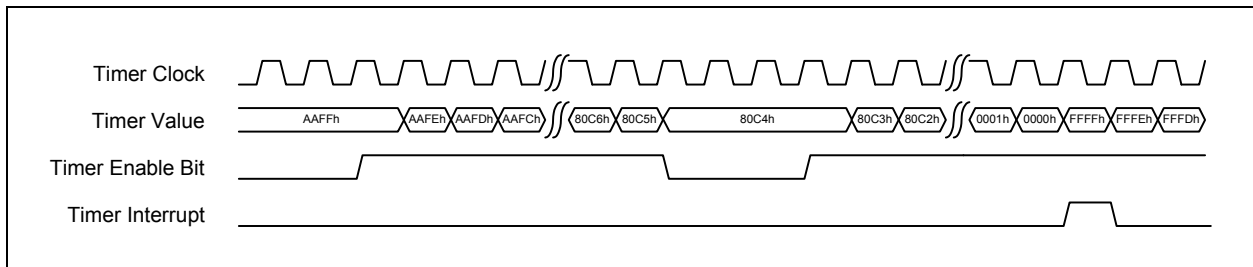 Timer Clock
Timer Value AAFFh AAFEh AAFDh AAFCh 80C6h 80C5h 80C4h 80C3h 80C2h 0001h 0000h FFFFh FFFEh FFFDh
Timer Enable Bit
Timer Interrupt